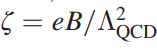 ζ = eB/Λ²_QCD